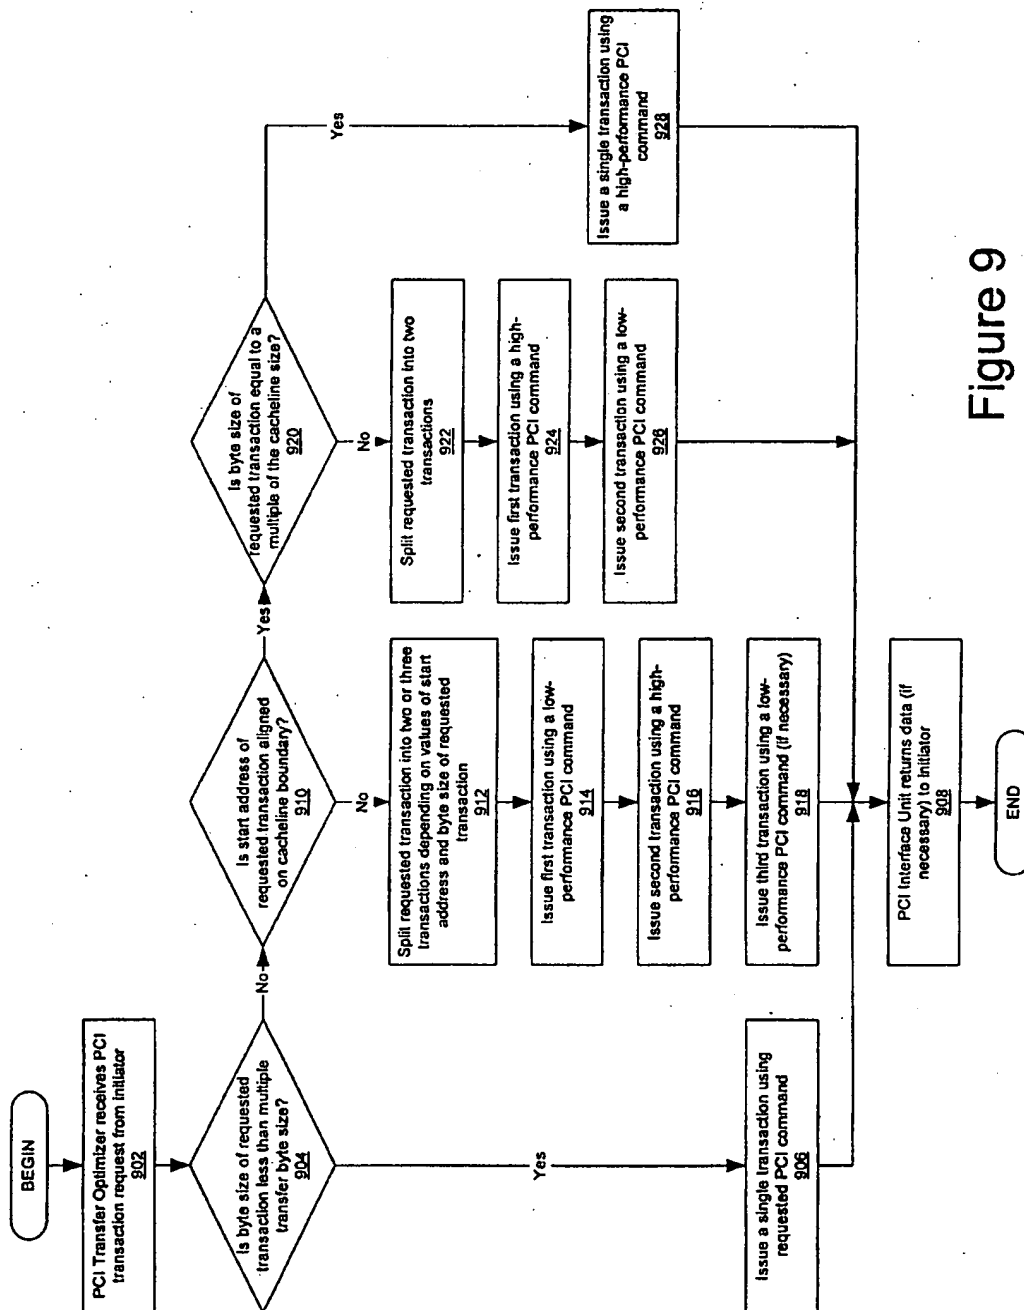 BEGIN
PCI Transfer Optimizer receives PCI
transaction request from initiator
902
Is byte size of requested
transaction less than multiple
transfer byte size?
904
No
Yes
Issue a single transaction using
requested PCI command
906
Is start address of
requested transaction aligned
on cacheline boundary?
910
Yes
No
Split requested transaction into two or three
transactions depending on values of start
address and byte size of requested
transaction
912
Issue first transaction using a low-
performance PCI command
914
Issue second transaction using a high-
performance PCI command
916
Issue third transaction using a low-
performance PCI command (if necessary)
918
Is byte size of
requested transaction equal to a
multiple of the cacheline size?
920
No
Yes
Split requested transaction into two
transactions
922
Issue first transaction using a high-
performance PCI command
924
Issue second transaction using a low-
performance PCI command
926
Issue a single transaction using
a high-performance PCI
command
928
PCI Interface Unit returns data (if
necessary) to initiator
908
END
Figure 9